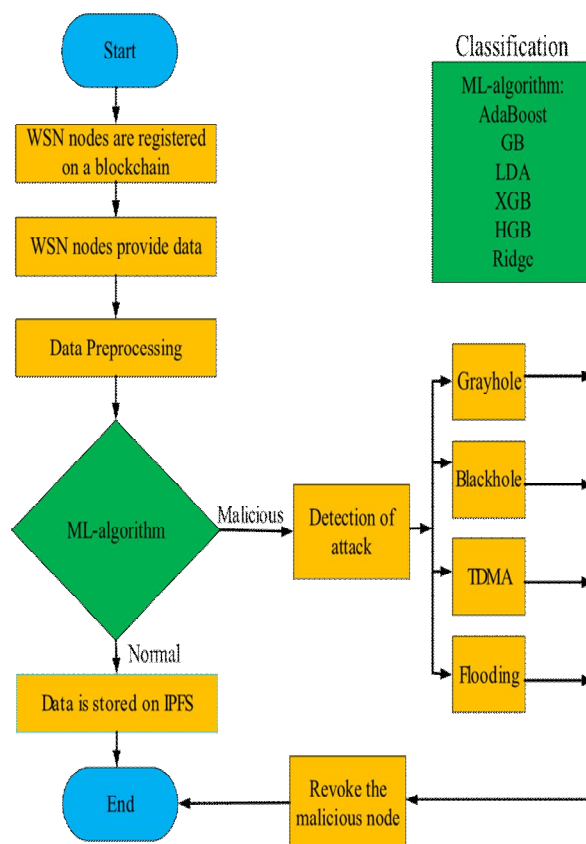 Start
WSN nodes are registered
on a blockchain
WSN nodes provide data
Data Preprocessing
ML-algorithm
Malicious
Normal
Data is stored on IPFS
End
Detection of
attack
Grayhole
Blackhole
TDMA
Flooding
Revoke the
malicious node
Classification
ML-algorithm:
AdaBoost
GB
LDA
XGB
HGB
Ridge